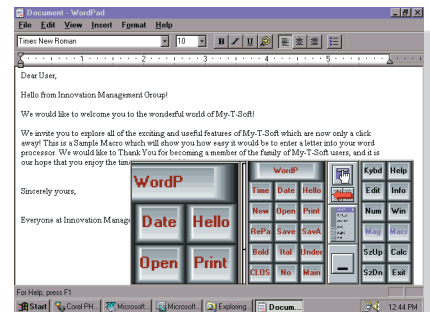 Document - WordPad
File Edit View Insert Format Help
Times New Roman 10 B I U
1 2 3 4 5
Dear User,
Hello from Innovation Management Group!
We would like to welcome you to the wonderful world of My-T-Soft!
We invite you to explore all of the exciting and useful features of My-T-Soft which are now only a click
away! This is a Sample Macro which will show you how easy it would be to enter a letter into your word
processor. We would like to Thank You for becoming a member of the family of My-T-Soft users, and it is
our hope that you enjoy the time
Sincerely yours,
Everyone at Innovation Manage
WordP
Date Hello
Open Print
WordP
Time Date Hello
New Open Print
RePa Save SavA
Bold Ital Under
CLOS No Main
Kybd Help
Edit Info
Num Win
Mag Macr
SzUp Calc
SzDn Exit
For Help, press F1
Start Corel PH... Microsoft... Microsoft... Exploring... Docum... 12:44 PM